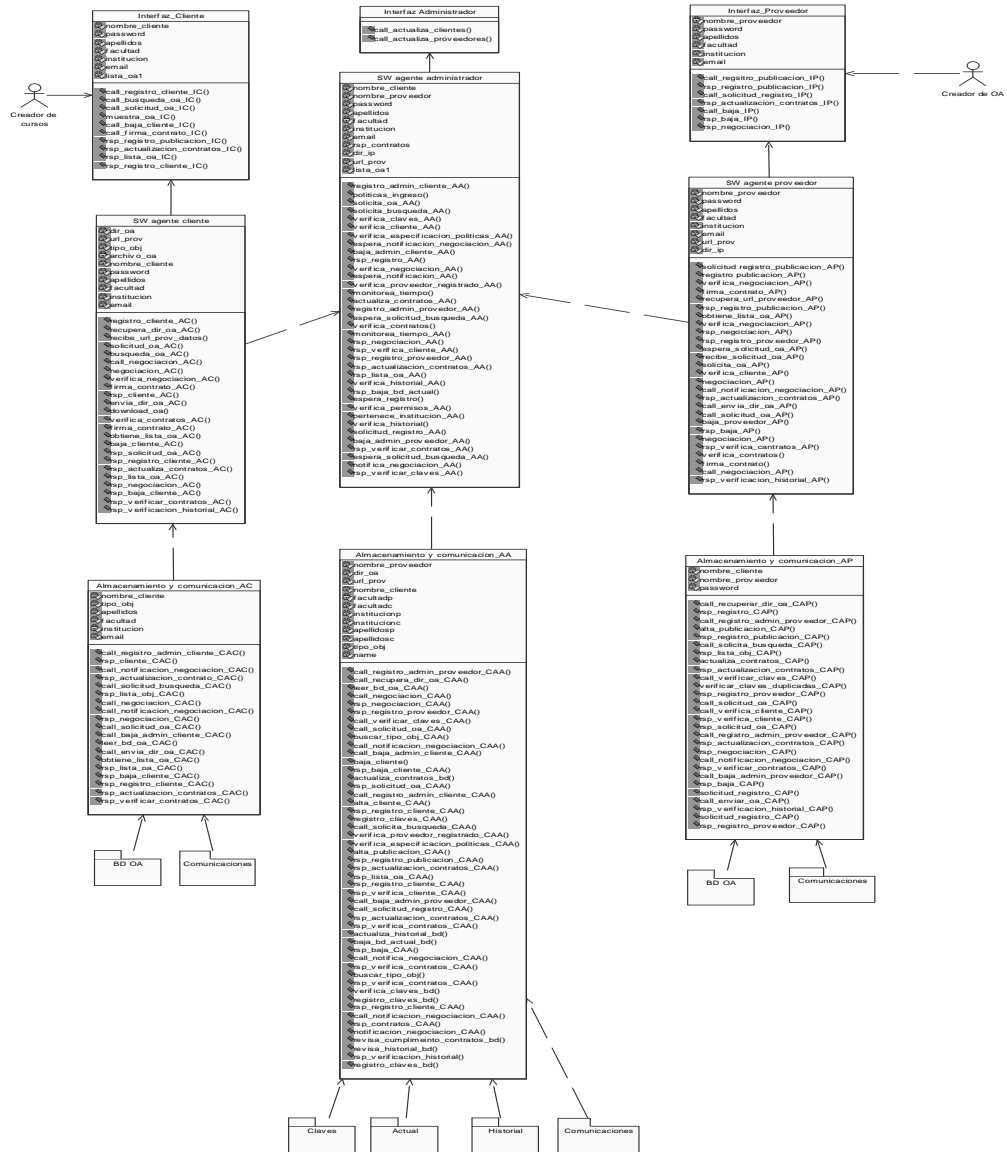 Interfaz_Cliente
nombre_cliente
password
apellidos
facultad
institucion
email
lista_oa1
call_registro_cliente_IC()
call_busqueda_oa_IC()
call_solicitud_oa_IC()
muestra_oa_IC()
call_baja_cliente_IC()
call_firma_contrato_IC()
rsp_registro_publicacion_IC()
rsp_actualizacion_contratos_IC()
rsp_lista_oa_IC()
rsp_registro_cliente_IC()
Creador de
cursos
Interfaz Administrador
call_actualiza_clientes()
call_actualiza_proveedores()
Interfaz_Proveedor
nombre_proveedor
password
apellidos
facultad
institucion
email
call_regsitro_publicacion_IP()
rsp_registro_publicacion_IP()
call_solicitud_registro_IP()
rsp_actualizacion_contratos_IP()
call_baja_IP()
rsp_baja_IP()
rsp_negociacion_IP()
Creador de OA
SW agente cliente
dir_oa
url_prov
tipo_obj
archivo_oa
nombre_cliente
password
apellidos
facultad
institucion
email
registro_cliente_AC()
recupera_dir_oa_AC()
recibe_url_prov_datos()
solicitud_oa_AC()
busqueda_oa_AC()
call_negociacion_AC()
negociacion_AC()
verifica_negociacion_AC()
firma_contrato_AC()
rsp_cliente_AC()
envia_dir_oa_AC()
download_oa()
verifica_contratos_AC()
firma_contrato_AC()
obtiene_lista_oa_AC()
baja_cliente_AC()
rsp_solicitud_oa_AC()
rsp_registro_cliente_AC()
rsp_actualiza_contratos_AC()
rsp_lista_oa_AC()
rsp_negociacion_AC()
rsp_baja_cliente_AC()
rsp_verificar_contratos_AC()
rsp_verificacion_historial_AC()
SW agente administrador
nombre_cliente
nombre_proveedor
password
apellidos
facultad
institucion
email
rsp_contratos
dir_ip
url_prov
lista_oa1
registro_admin_cliente_AA()
politicas_ingreso()
solicita_oa_AA()
solicita_busqueda_AA()
verifica_claves_AA()
verifica_cliente_AA()
verifica_especificacion_politicas_AA()
espera_notificacion_negociacion_AA()
baja_admin_cliente_AA()
rsp_registro_AA()
verifica_negociacion_AA()
espera_notificacion_AA()
verifica_proveedor_registrado_AA()
monitorea_tiempo()
actualiza_contratos_AA()
registro_admin_provedor_AA()
espera_solicitud_busqueda_AA()
verifica_contratos()
monitorea_tiempo_AA()
rsp_negociacion_AA()
rsp_verifica_cliente_AA()
rsp_registro_proveedor_AA()
rsp_actualizacion_contratos_AA()
rsp_lista_oa_AA()
verifica_historial_AA()
rsp_baja_bd_actual()
espera_registro()
verifica_permisos_AA()
pertenece_institucion_AA()
verifica_historial()
solicitud_registro_AA()
baja_admin_proveedor_AA()
rsp_verificar_contratos_AA()
espera_solicitud_busqueda_AA()
notifica_negociacion_AA()
rsp_verificar_claves_AA()
SW agente proveedor
nombre_proveedor
password
apellidos
facultad
institucion
email
url_prov
dir_ip
solicitud registro_publicacion_AP()
registro publicacion_AP()
verifica_negociacion_AP()
firma_contrato_AP()
recupera_url_proveedor_AP()
rsp_registro_publicacion_AP()
obtiene_lista_oa_AP()
verifica_negociacion_AP()
rsp_negociacion_AP()
rsp_registro_proveedor_AP()
espera_solicitud_oa_AP()
recibe_solicitud_oa_AP()
solicita_oa_AP()
verifica_cliente_AP()
negociacion_AP()
call_notificacion_negociacion_AP()
rsp_actualizacion_contratos_AP()
call_envia_dir_oa_AP()
call_solicitud_oa_AP()
baja_proveedor_AP()
rsp_baja_AP()
negociacion_AP()
rsp_verifica_cantratos_AP()
verifica_contratos()
firma_contrato()
call_negociacion_AP()
rsp_verificacion_historial_AP()
Almacenamiento y comunicacion_AC
nombre_cliente
tipo_obj
apellidos
facultad
institucion
email
call_registro_admin_cliente_CAC()
rsp_cliente_CAC()
call_notificacion_negociacion_CAC()
rsp_actualizacion_contrato_CAC()
call_solicitud_busqueda_CAC()
rsp_lista_obj_CAC()
call_negociacion_CAC()
call_notificacion_negociacion_CAC()
rsp_negociacion_CAC()
call_solicitud_oa_CAC()
call_baja_admin_cliente_CAC()
leer_bd_oa_CAC()
call_envia_dir_oa_CAC()
obtiene_lista_oa_CAC()
rsp_lista_oa_CAC()
rsp_baja_cliente_CAC()
rsp_registro_cliente_CAC()
rsp_actualizacion_contratos_CAC()
rsp_verificar_contratos_CAC()
BD OA
Comunicaciones
Almacenamiento y comunicacion_AA
nombre_proveedor
dir_oa
url_prov
nombre_cliente
facultadp
facultadc
institucionp
institucionc
apellidosp
apellidosc
tipo_obj
name
call_registro_admin_proveedor_CAA()
call_recupera_dir_oa_CAA()
leer_bd_oa_CAA()
call_negociacion_CAA()
rsp_negociacion_CAA()
rsp_registro_proveedor_CAA()
call_verificar_claves_CAA()
call_solicitud_oa_CAA()
buscar_tipo_obj_CAA()
call_notificacion_negociacion_CAA()
call_baja_admin_cliente_CAA()
baja_cliente()
rsp_baja_cliente_CAA()
actualiza_contratos_bd()
rsp_solicitud_oa_CAA()
call_registro_admin_cliente_CAA()
alta_cliente_CAA()
rsp_registro_cliente_CAA()
registro_claves_CAA()
call_solicita_busqueda_CAA()
verifica_proveedor_registrado_CAA()
verifica_especificacion_politicas_CAA()
alta_publicacion_CAA()
rsp_registro_publicacion_CAA()
rsp_actualizacion_contratos_CAA()
rsp_lista_oa_CAA()
rsp_registro_cliente_CAA()
rsp_verifica_cliente_CAA()
call_baja_admin_proveedor_CAA()
call_solicitud_registro_CAA()
rsp_actualizacion_contratos_CAA()
rsp_verifica_contratos_CAA()
actualiza_historial_bd()
baja_bd_actual_bd()
rsp_baja_CAA()
call_notifica_negociacion_CAA()
rsp_verifica_contratos_CAA()
buscar_tipo_obj()
rsp_verifica_contratos_CAA()
verifica_claves_bd()
registro_claves_bd()
rsp_registro_cliente_CAA()
call_notificacion_negociacion_CAA()
rsp_contratos_CAA()
notificacion_negociacion_CAA()
revisa_cumplimeinto_contratos_bd()
revisa_historial_bd()
rsp_verificacion_historial()
registro_claves_bd()
Claves
Actual
Historial
Comunicaciones
Almacenamiento y comunicacion_AP
nombre_cliente
nombre_proveedor
password
call_recuperar_dir_oa_CAP()
rsp_registro_CAP()
call_registro_admin_proveedor_CAP()
alta_publicacion_CAP()
rsp_registro_publicacion_CAP()
call_solicita_busqueda_CAP()
rsp_lista_obj_CAP()
actualiza_contratos_CAP()
rsp_actualizacion_contratos_CAP()
call_verificar_claves_CAP()
verificar_claves_duplicadas_CAP()
rsp_registro_proveedor_CAP()
call_solicitud_oa_CAP()
call_verifica_cliente_CAP()
rsp_verifica_cliente_CAP()
rsp_solicitud_oa_CAP()
call_registro_admin_proveedor_CAP()
rsp_actualizacion_contratos_CAP()
rsp_negociacion_CAP()
call_notificacion_negociacion_CAP()
rsp_verificar_contratos_CAP()
call_baja_admin_proveedor_CAP()
rsp_baja_CAP()
solicitud_registro_CAP()
call_enviar_oa_CAP()
rsp_verificacion_historial_CAP()
solicitud_registro_CAP()
rsp_registro_proveedor_CAP()
BD OA
Comunicaciones